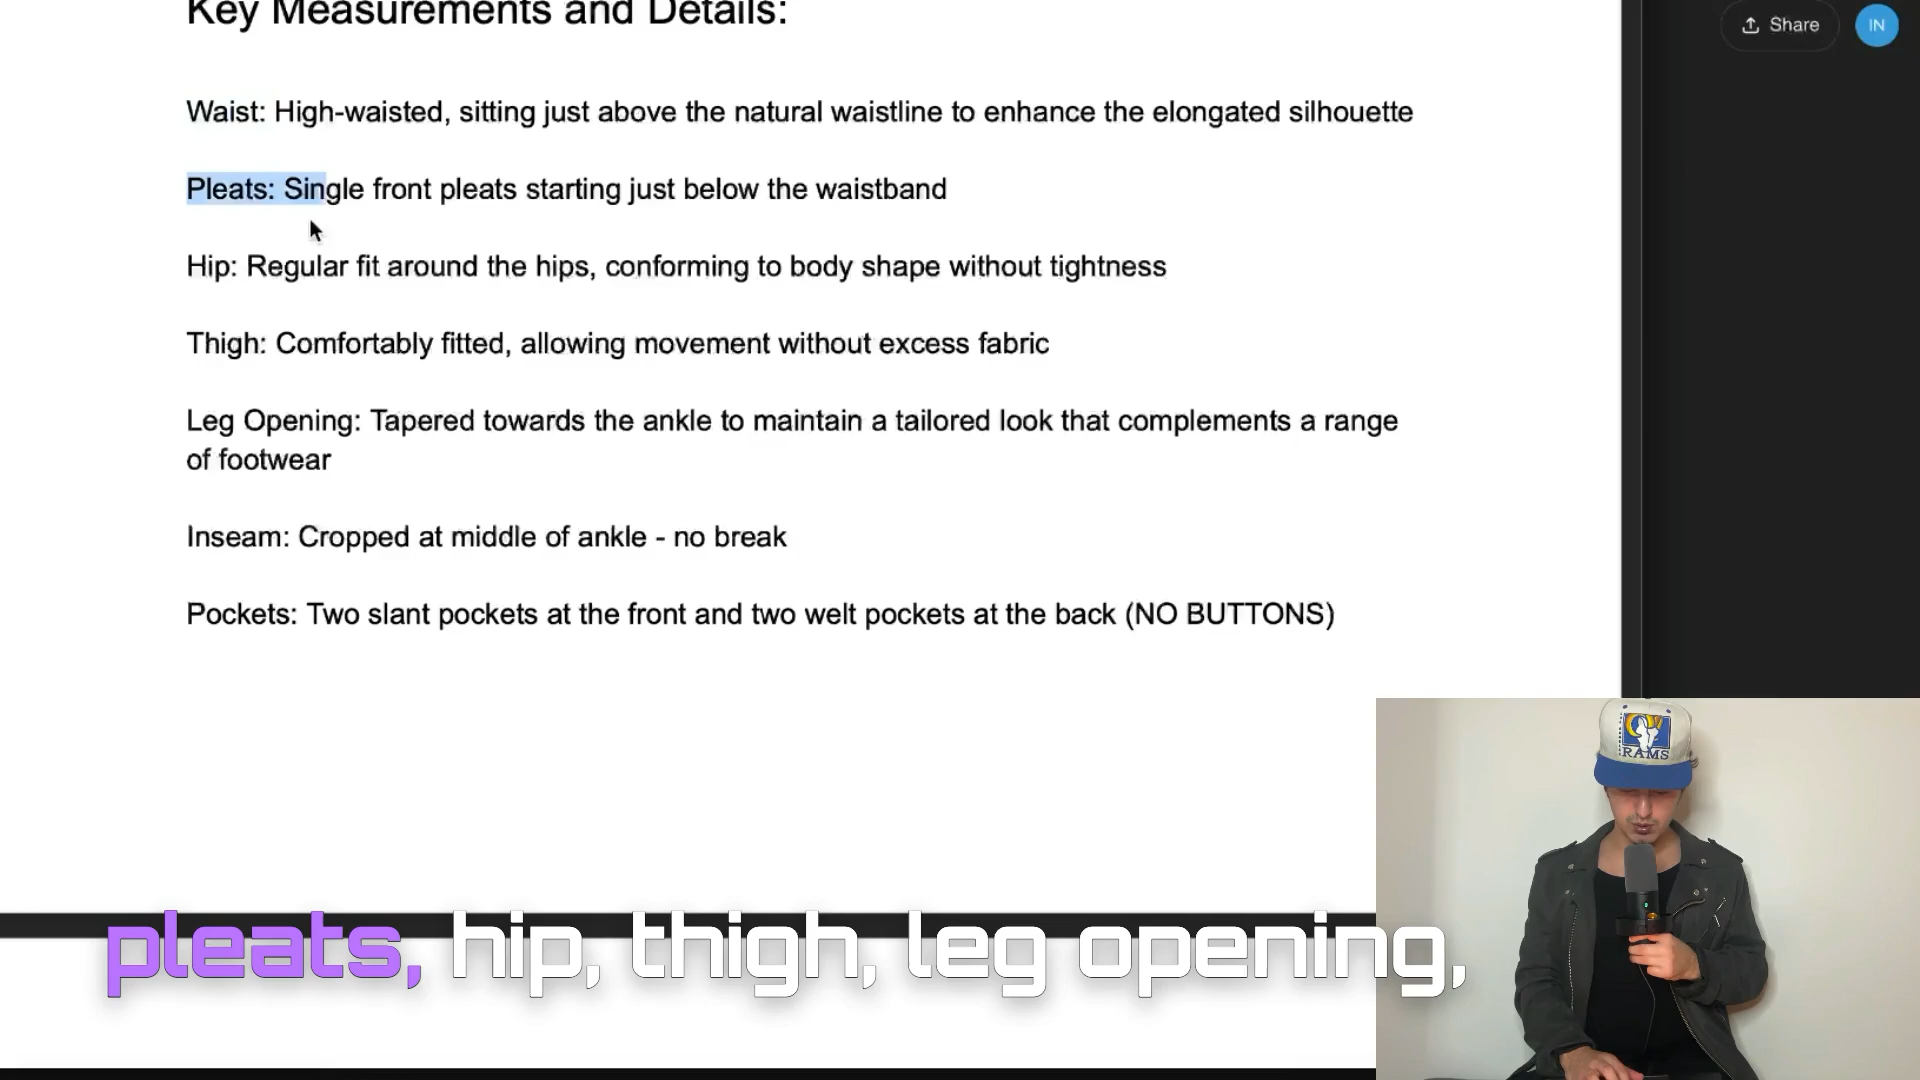 Key Measurements and Details:
Share
IN
Waist: High-waisted, sitting just above the natural waistline to enhance the elongated silhouette
Pleats: Single front pleats starting just below the waistband
Hip: Regular fit around the hips, conforming to body shape without tightness
Thigh: Comfortably fitted, allowing movement without excess fabric
Leg Opening: Tapered towards the ankle to maintain a tailored look that complements a range
of footwear
Inseam: Cropped at middle of ankle - no break
Pockets: Two slant pockets at the front and two welt pockets at the back (NO BUTTONS)
RAMS
pleats, hip, thigh, leg opening,